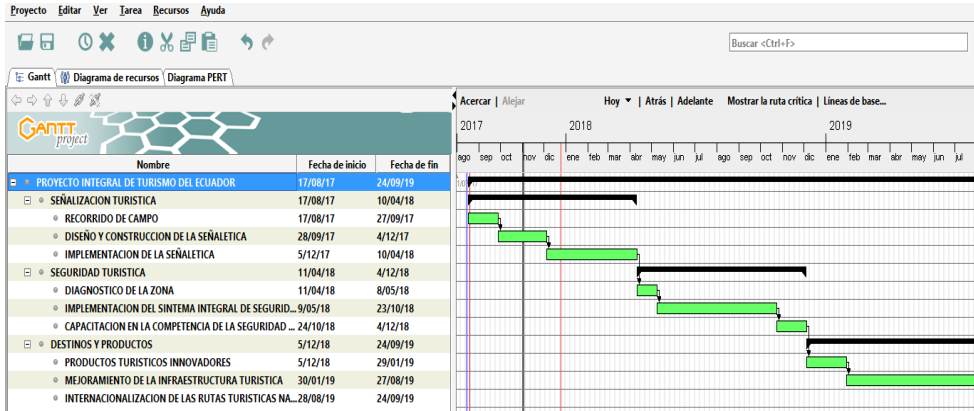 Proyecto Editar Ver Tarea Recursos Ayuda
Buscar <Ctrl+F>
Gantt Diagrama de recursos Diagrama PERT
Acercar | Alejar Hoy ▼ | Atrás | Adelante Mostrar la ruta crítica | Líneas de base...
GANTT project
2017 2018 2019
ago sep oct nov dic ene feb mar abr may jun jul ago sep oct nov dic ene feb mar abr may jun jul
Nombre Fecha de inicio Fecha de fin
PROYECTO INTEGRAL DE TURISMO DEL ECUADOR 17/08/17 24/09/19
SEÑALIZACION TURISTICA 17/08/17 10/04/18
RECORRIDO DE CAMPO 17/08/17 27/09/17
DISEÑO Y CONSTRUCCION DE LA SEÑALETICA 28/09/17 4/12/17
IMPLEMENTACION DE LA SEÑALETICA 5/12/17 10/04/18
SEGURIDAD TURISTICA 11/04/18 4/12/18
DIAGNOSTICO DE LA ZONA 11/04/18 8/05/18
IMPLEMENTACION DEL SINTEMA INTEGRAL DE SEGURID... 9/05/18 23/10/18
CAPACITACION EN LA COMPETENCIA DE LA SEGURIDAD ... 24/10/18 4/12/18
DESTINOS Y PRODUCTOS 5/12/18 24/09/19
PRODUCTOS TURISTICOS INNOVADORES 5/12/18 29/01/19
MEJORAMIENTO DE LA INFRAESTRUCTURA TURISTICA 30/01/19 27/08/19
INTERNACIONALIZACION DE LAS RUTAS TURISTICAS NA... 28/08/19 24/09/19